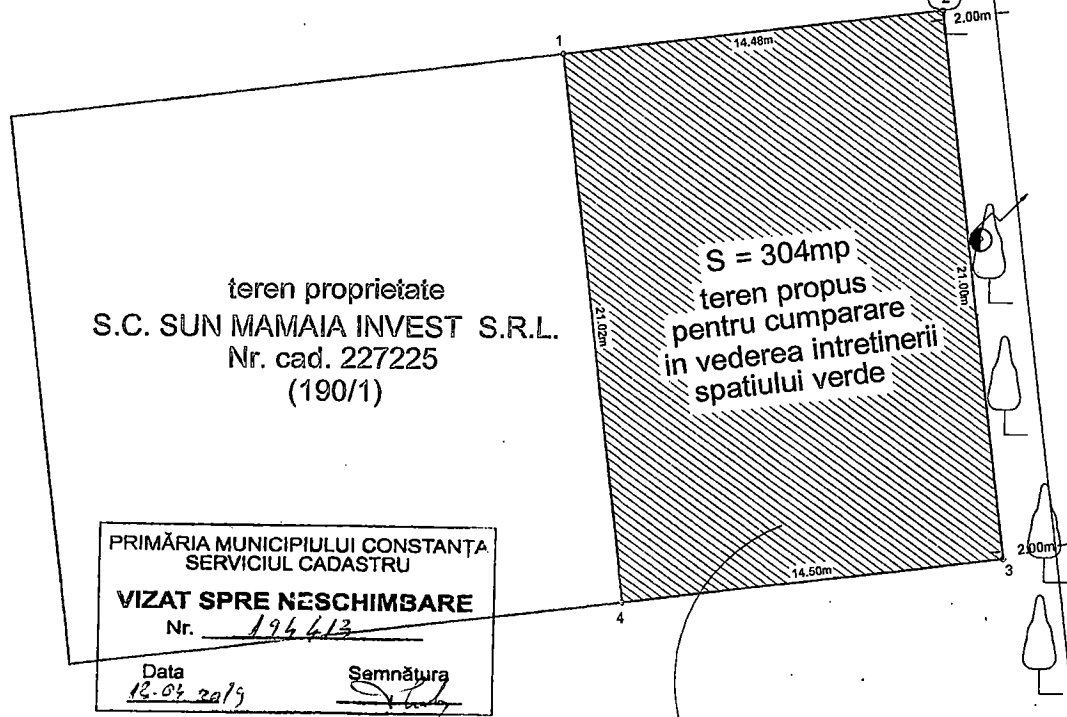 2
2.00m
1
14.48m
teren proprietate
S.C. SUN MAMAIA INVEST S.R.L.
Nr. cad. 227225
(190/1)
21.02m
S = 304mp
teren propus
pentru cumparare
in vederea intretinerii
spatiului verde
21.00m
2.00m
3
14.50m
4
PRIMĂRIA MUNICIPIULUI CONSTANȚA
SERVICIUL CADASTRU
VIZAT SPRE NESCHIMBARE
Nr. 194413
Data
Semnătura